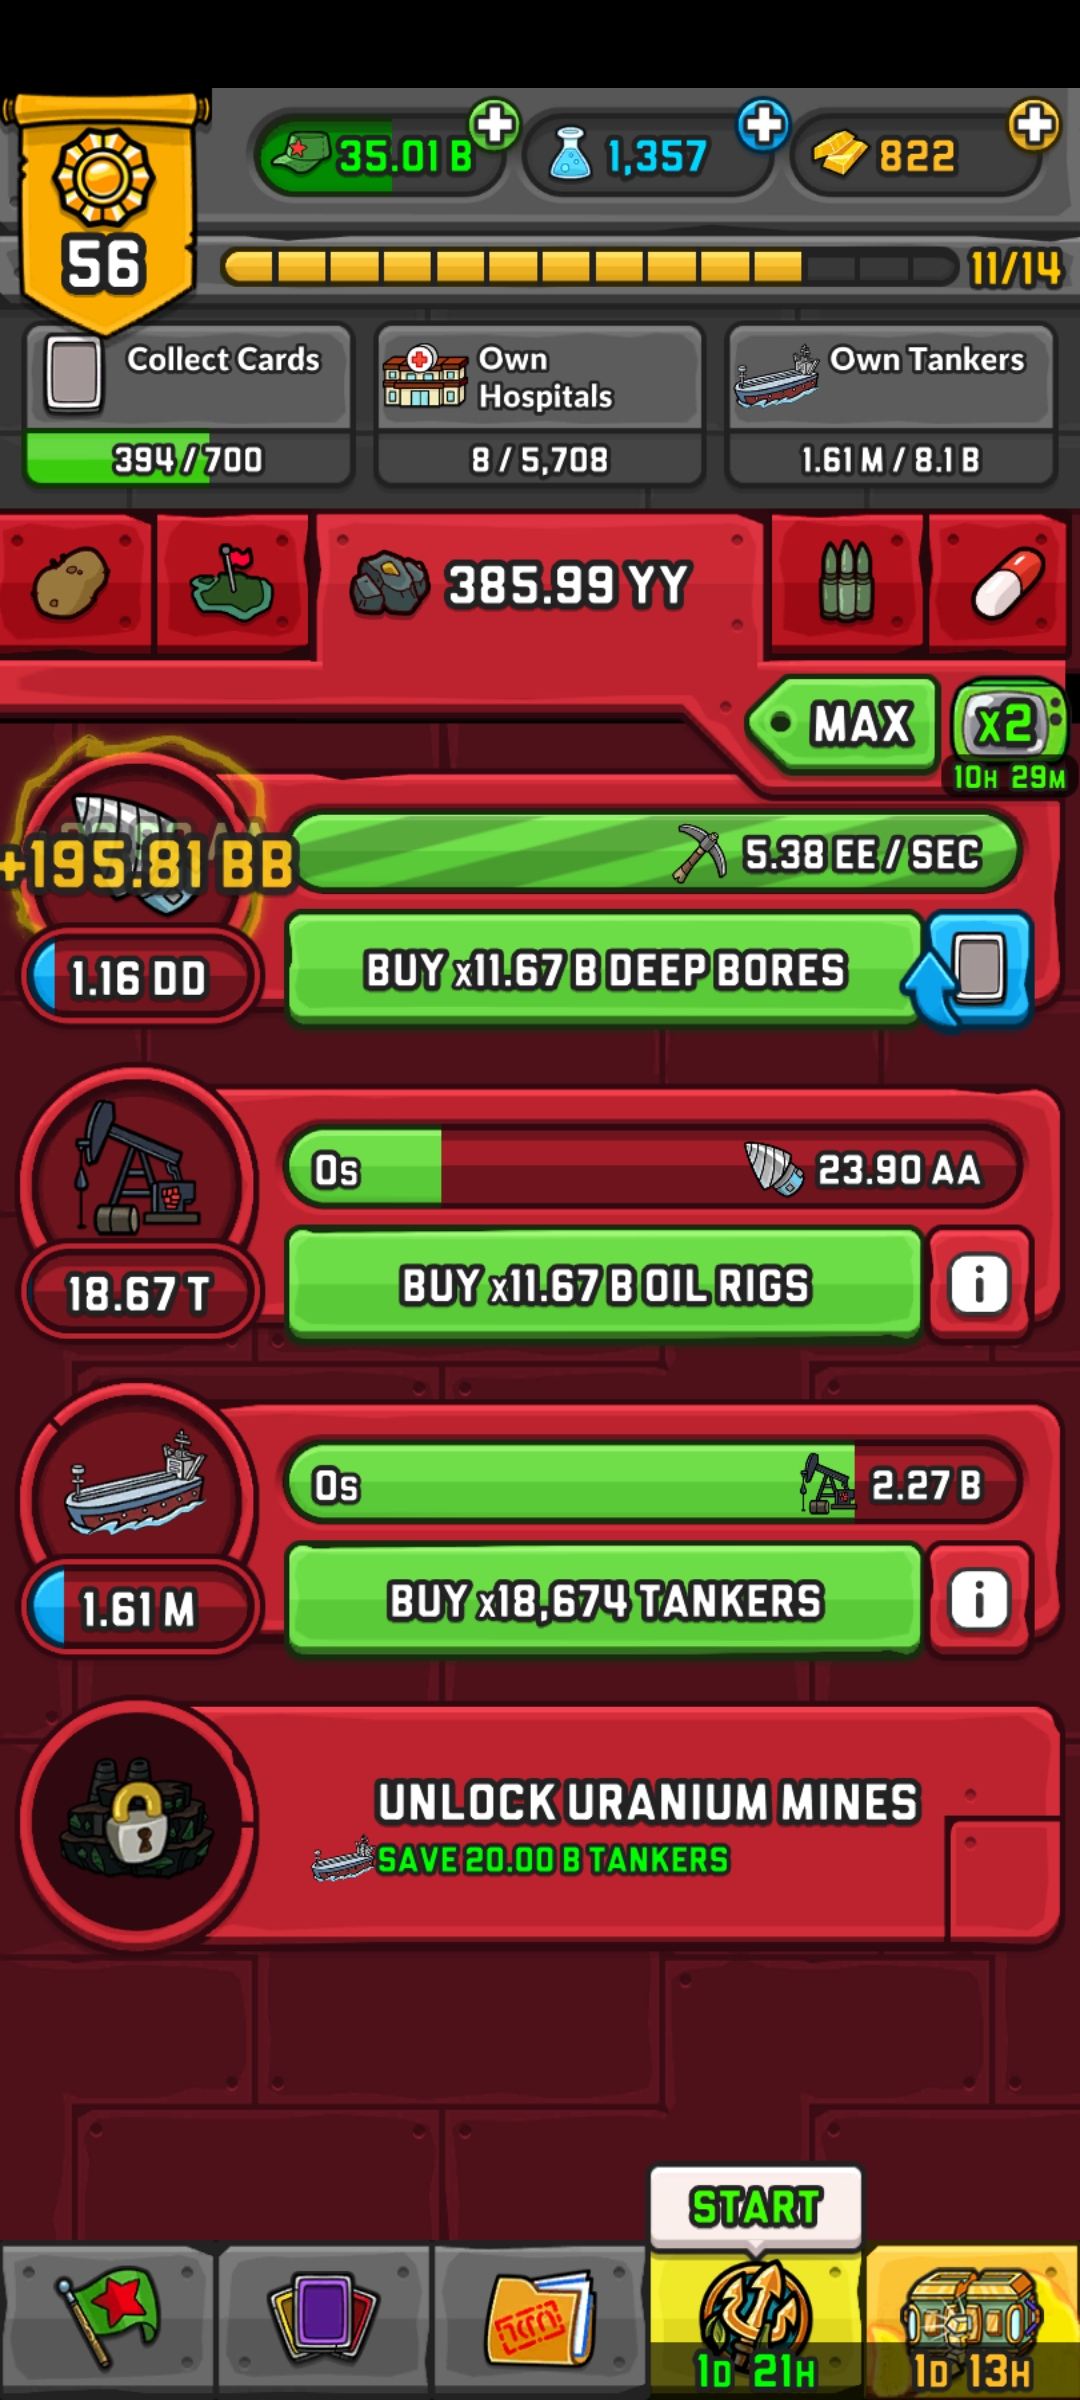 35.01 B
1,357
822
56
11/14
Collect Cards
394 / 700
Own
Hospitals
8 / 5,708
Own Tankers
1.61 M / 8.1 B
385.99 YY
MAX
x2
10H 29M
+195.81 BB
5.38 EE / SEC
1.16 DD
BUY x11.67 B DEEP BORES
0s
23.90 AA
18.67 T
BUY x11.67 B OIL RIGS
i
0s
2.27 B
1.61 M
BUY x18,674 TANKERS
i
UNLOCK URANIUM MINES
SAVE 20.00 B TANKERS
START
1D 21H
1D 13H